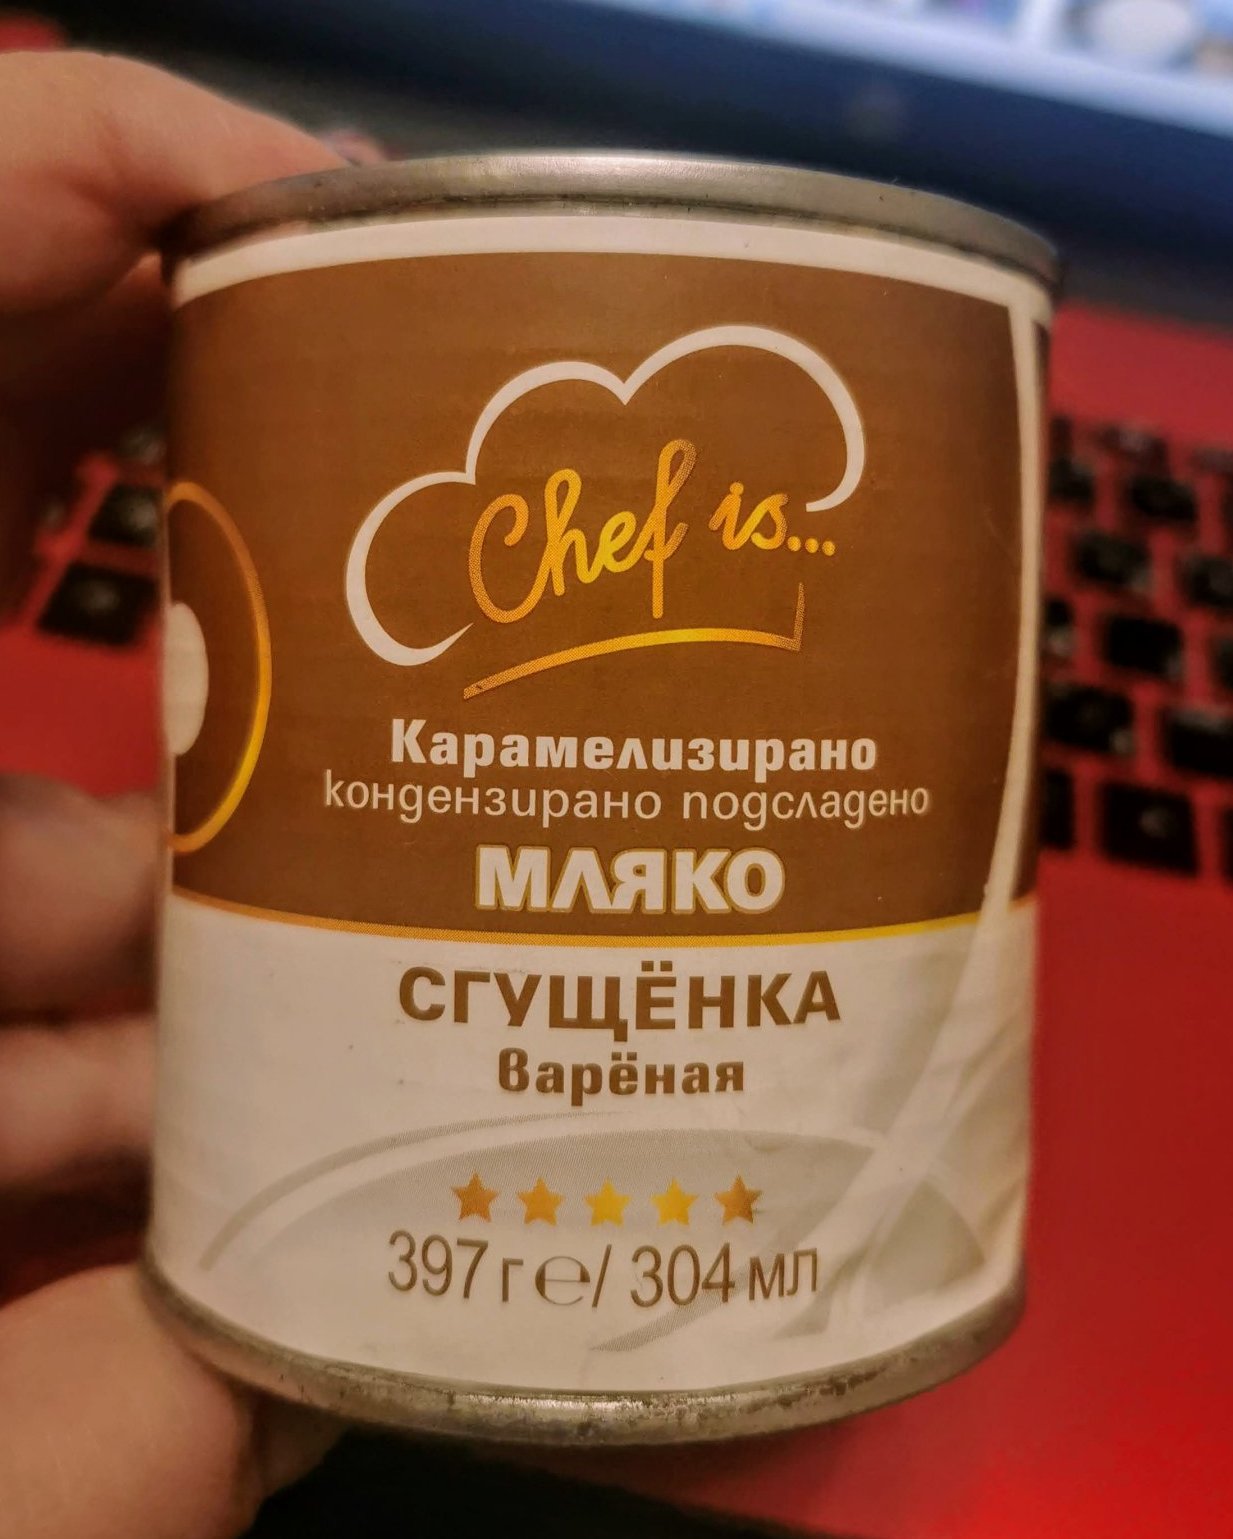 Chef is...
Карамелизирано
кондензирано подсладено
МЛЯКО
СГУЩЁНКА
варёная
397 г ℮ / 304 мл